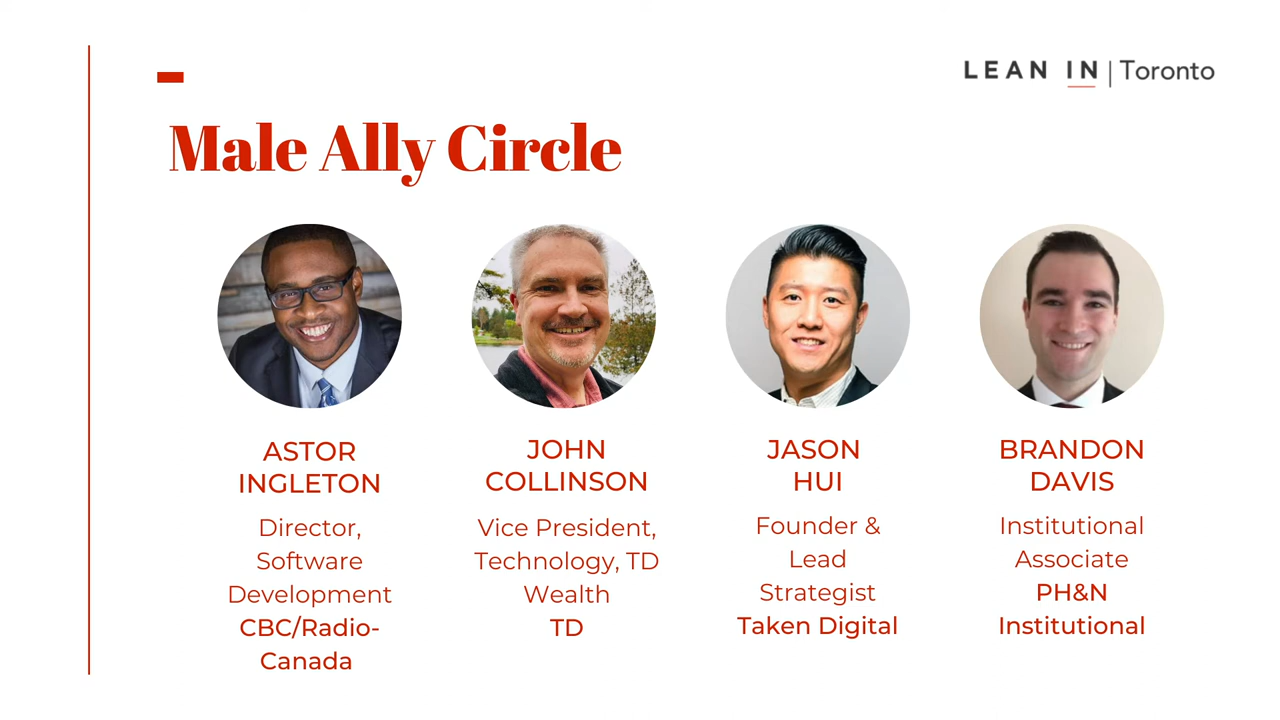 LEAN IN | Toronto
Male Ally Circle
ASTOR
INGLETON
Director,
Software
Development
CBC/Radio-
Canada
JOHN
COLLINSON
Vice President,
Technology, TD
Wealth
TD
JASON
HUI
Founder &
Lead
Strategist
Taken Digital
BRANDON
DAVIS
Institutional
Associate
PH&N
Institutional